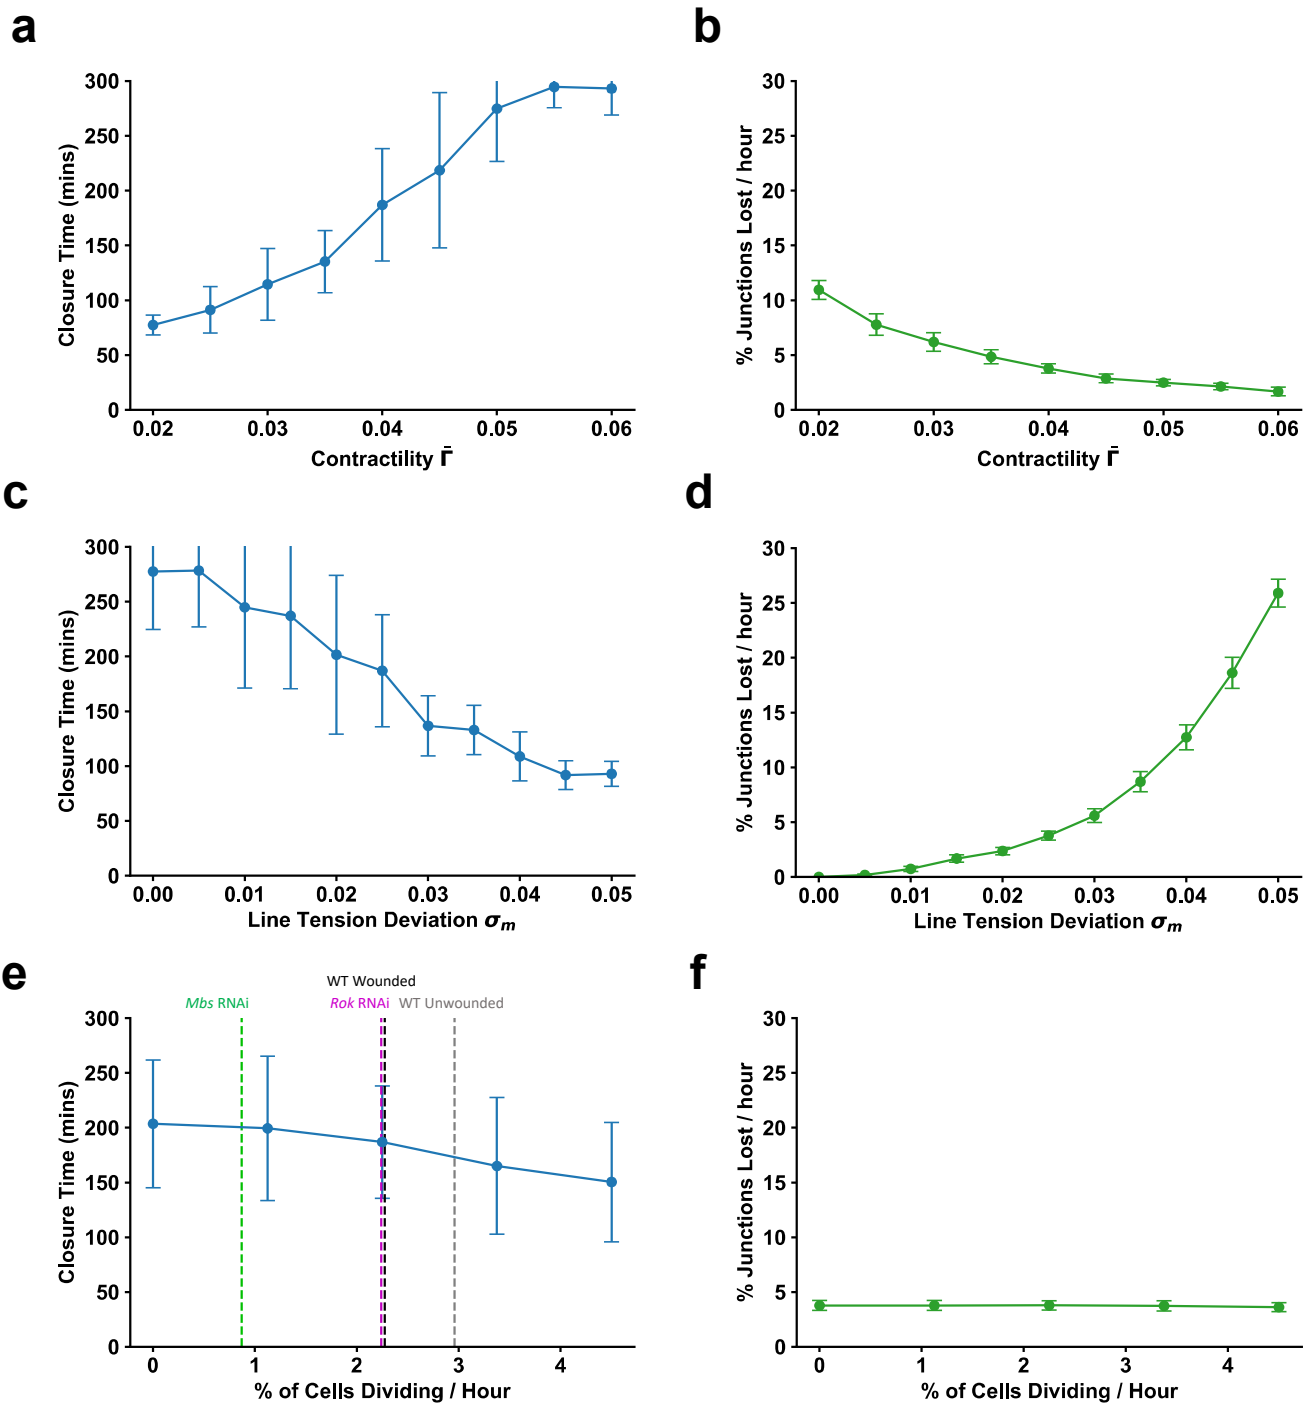 a
300
250
200
150
100
50
0
Closure Time (mins)
0.02 0.03 0.04 0.05 0.06
Contractility Γ̄
b
30
25
20
15
10
5
0
% Junctions Lost / hour
0.02 0.03 0.04 0.05 0.06
Contractility Γ̄
c
300
250
200
150
100
50
0
Closure Time (mins)
0.00 0.01 0.02 0.03 0.04 0.05
Line Tension Deviation σm
d
30
25
20
15
10
5
0
% Junctions Lost / hour
0.00 0.01 0.02 0.03 0.04 0.05
Line Tension Deviation σm
e
WT Wounded
Mbs RNAi Rok RNAi WT Unwounded
300
250
200
150
100
50
0
Closure Time (mins)
0 1 2 3 4
% of Cells Dividing / Hour
f
30
25
20
15
10
5
0
% Junctions Lost / hour
0 1 2 3 4
% of Cells Dividing / Hour